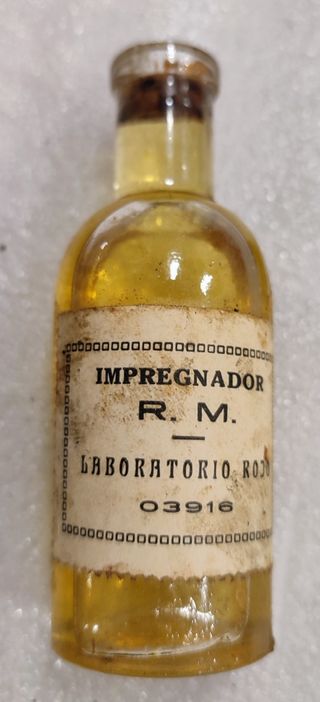 IMPREGNADOR
R. M.
LABORATORIO ROJO
03916